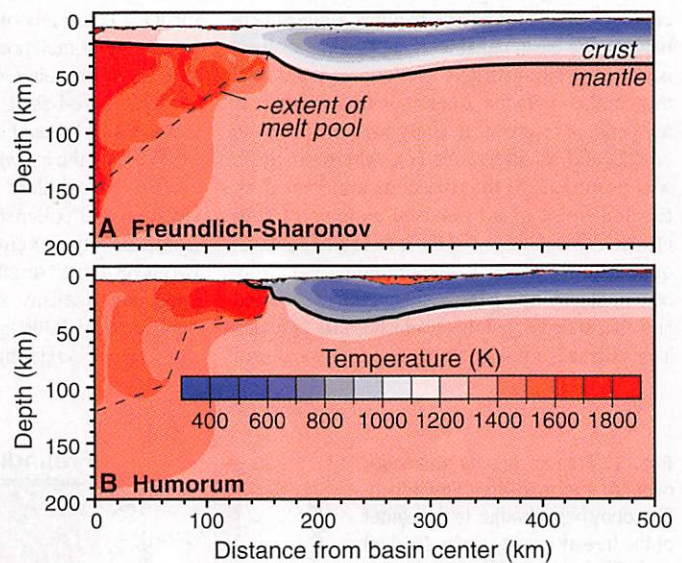 0
50
100
150
200
Depth (km)
crust
mantle
~extent of
melt pool
A Freundlich-Sharonov
0
50
100
150
200
Depth (km)
Temperature (K)
400 600 800 1000 1200 1400 1600 1800
B Humorum
0 100 200 300 400 500
Distance from basin center (km)